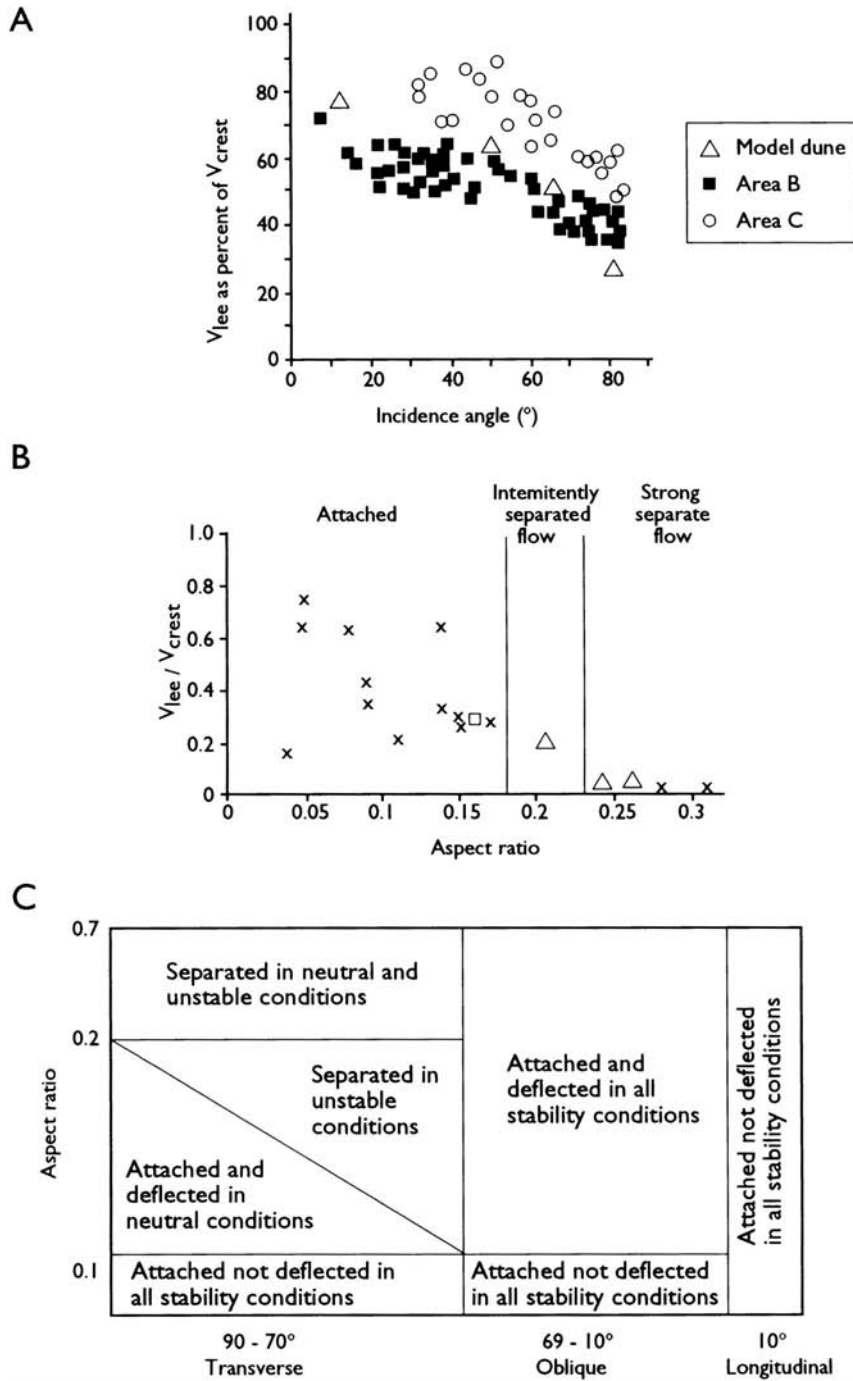 A
100
80
60
40
20
0
V_lee as percent of V_crest
0 20 40 60 80
Incidence angle (°)
Model dune
Area B
Area C
B
Attached
Intemitently
separated
flow
Strong
separate
flow
1.0
0.8
0.6
0.4
0.2
0
V_lee / V_crest
0 0.05 0.1 0.15 0.2 0.25 0.3
Aspect ratio
C
0.7
0.2
0.1
Aspect ratio
Separated in neutral and
unstable conditions
Separated in
unstable
conditions
Attached and
deflected in
neutral conditions
Attached not deflected in
all stability conditions
Attached and
deflected in all
stability conditions
Attached not deflected
in all stability conditions
Attached not deflected
in all stability conditions
90 - 70°
Transverse
69 - 10°
Oblique
10°
Longitudinal